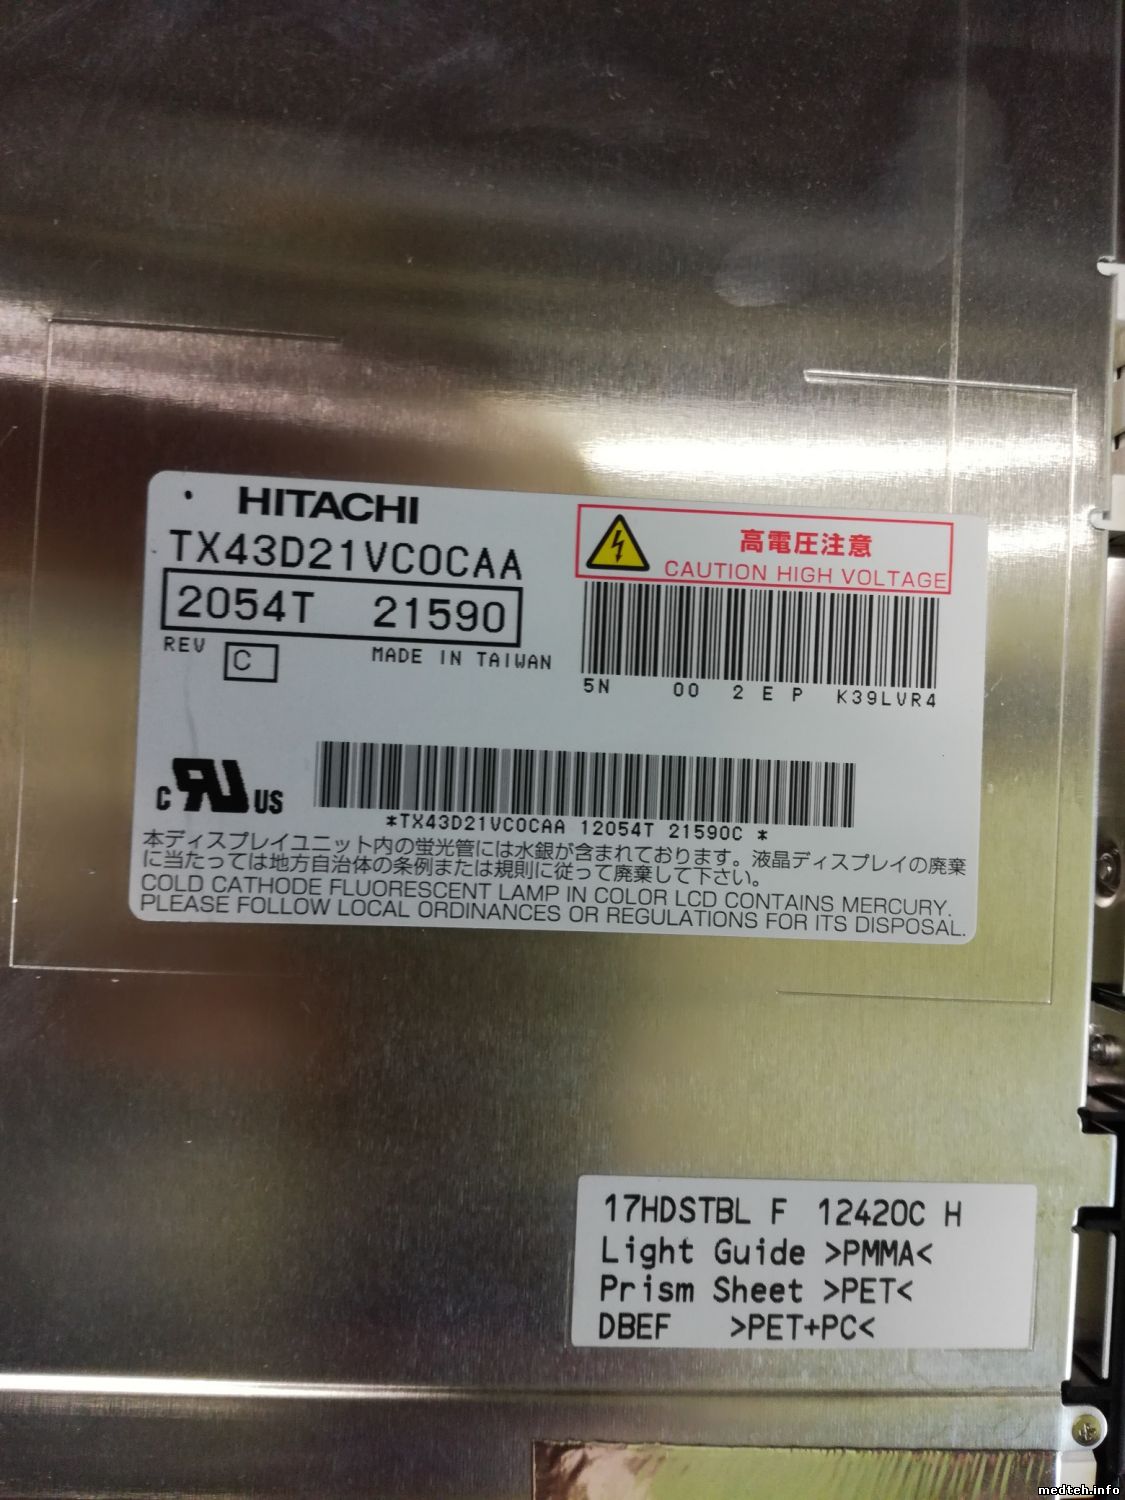 HITACHI
TX43D21VC0CAA
2054T 21590
REV C
MADE IN TAIWAN
高電圧注意
CAUTION HIGH VOLTAGE
5N 00 2 E P K39LVR4
C RU US
*TX43D21VC0CAA 12054T 21590C *
本ディスプレイユニット内の蛍光管には水銀が含まれております。液晶ディスプレイの廃棄
に当たっては地方自治体の条例または規則に従って廃棄して下さい。
COLD CATHODE FLUORESCENT LAMP IN COLOR LCD CONTAINS MERCURY.
PLEASE FOLLOW LOCAL ORDINANCES OR REGULATIONS FOR ITS DISPOSAL.
17HDSTBL F 12420C H
Light Guide >PMMA<
Prism Sheet >PET<
DBEF >PET+PC<
medteh.info